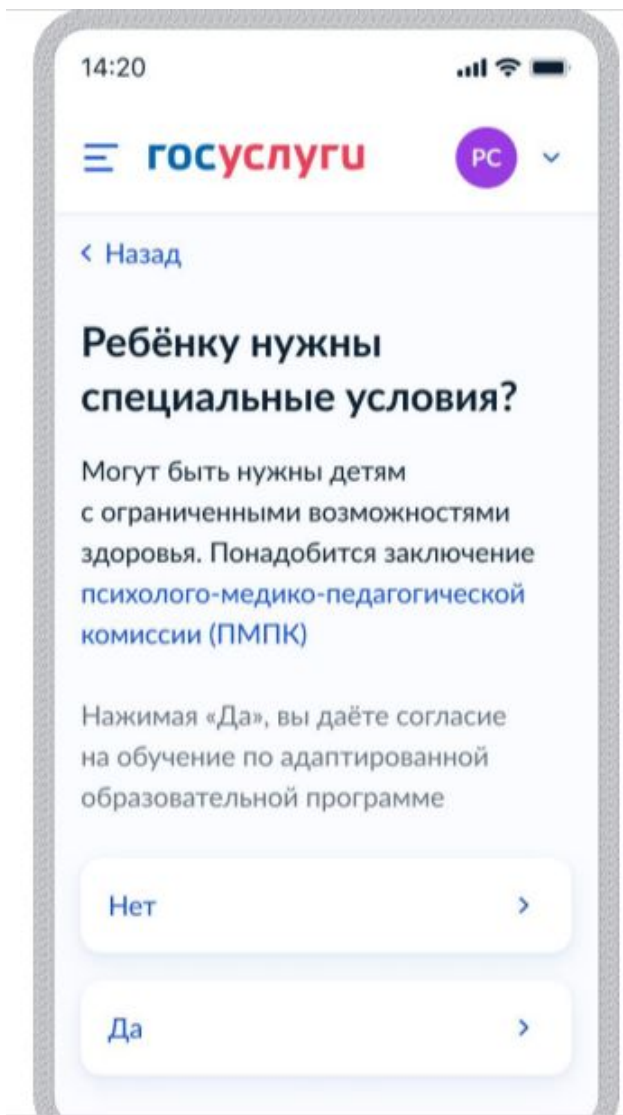 14:20
госуслуги
РС
Назад
Ребёнку нужны
специальные условия?
Могут быть нужны детям
с ограниченными возможностями
здоровья. Понадобится заключение
психолого-медико-педагогической
комиссии (ПМПК)
Нажимая «Да», вы даёте согласие
на обучение по адаптированной
образовательной программе
Нет
Да